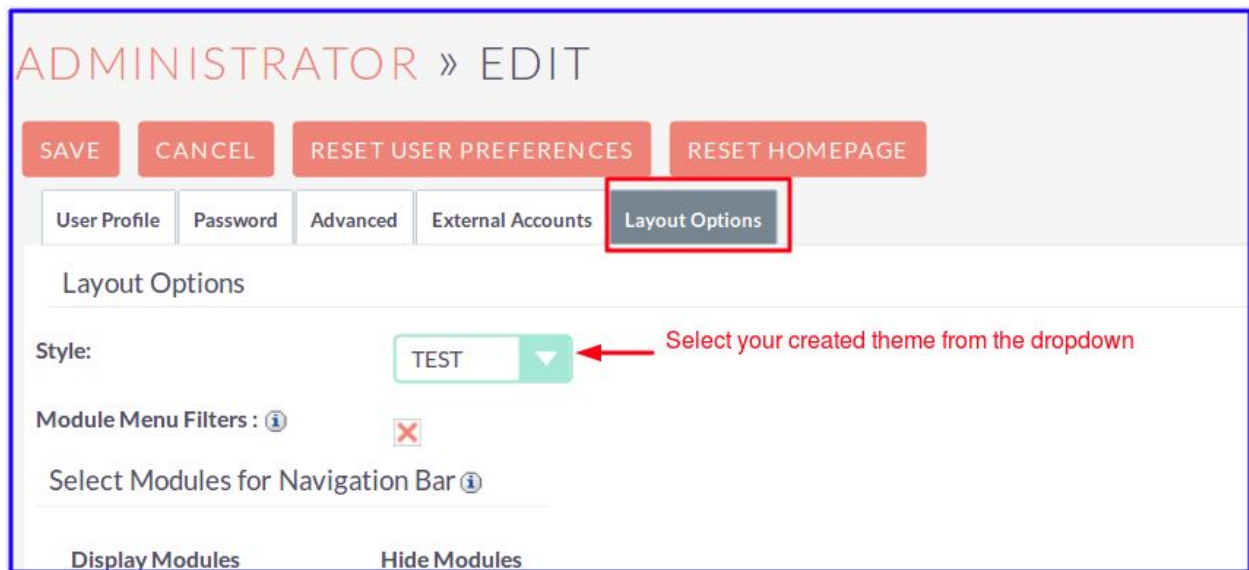 ADMINISTRATOR » EDIT
SAVE CANCEL RESET USER PREFERENCES RESET HOMEPAGE
User Profile Password Advanced External Accounts Layout Options
Layout Options
Style: TEST Select your created theme from the dropdown
Module Menu Filters :
Select Modules for Navigation Bar
Display Modules Hide Modules